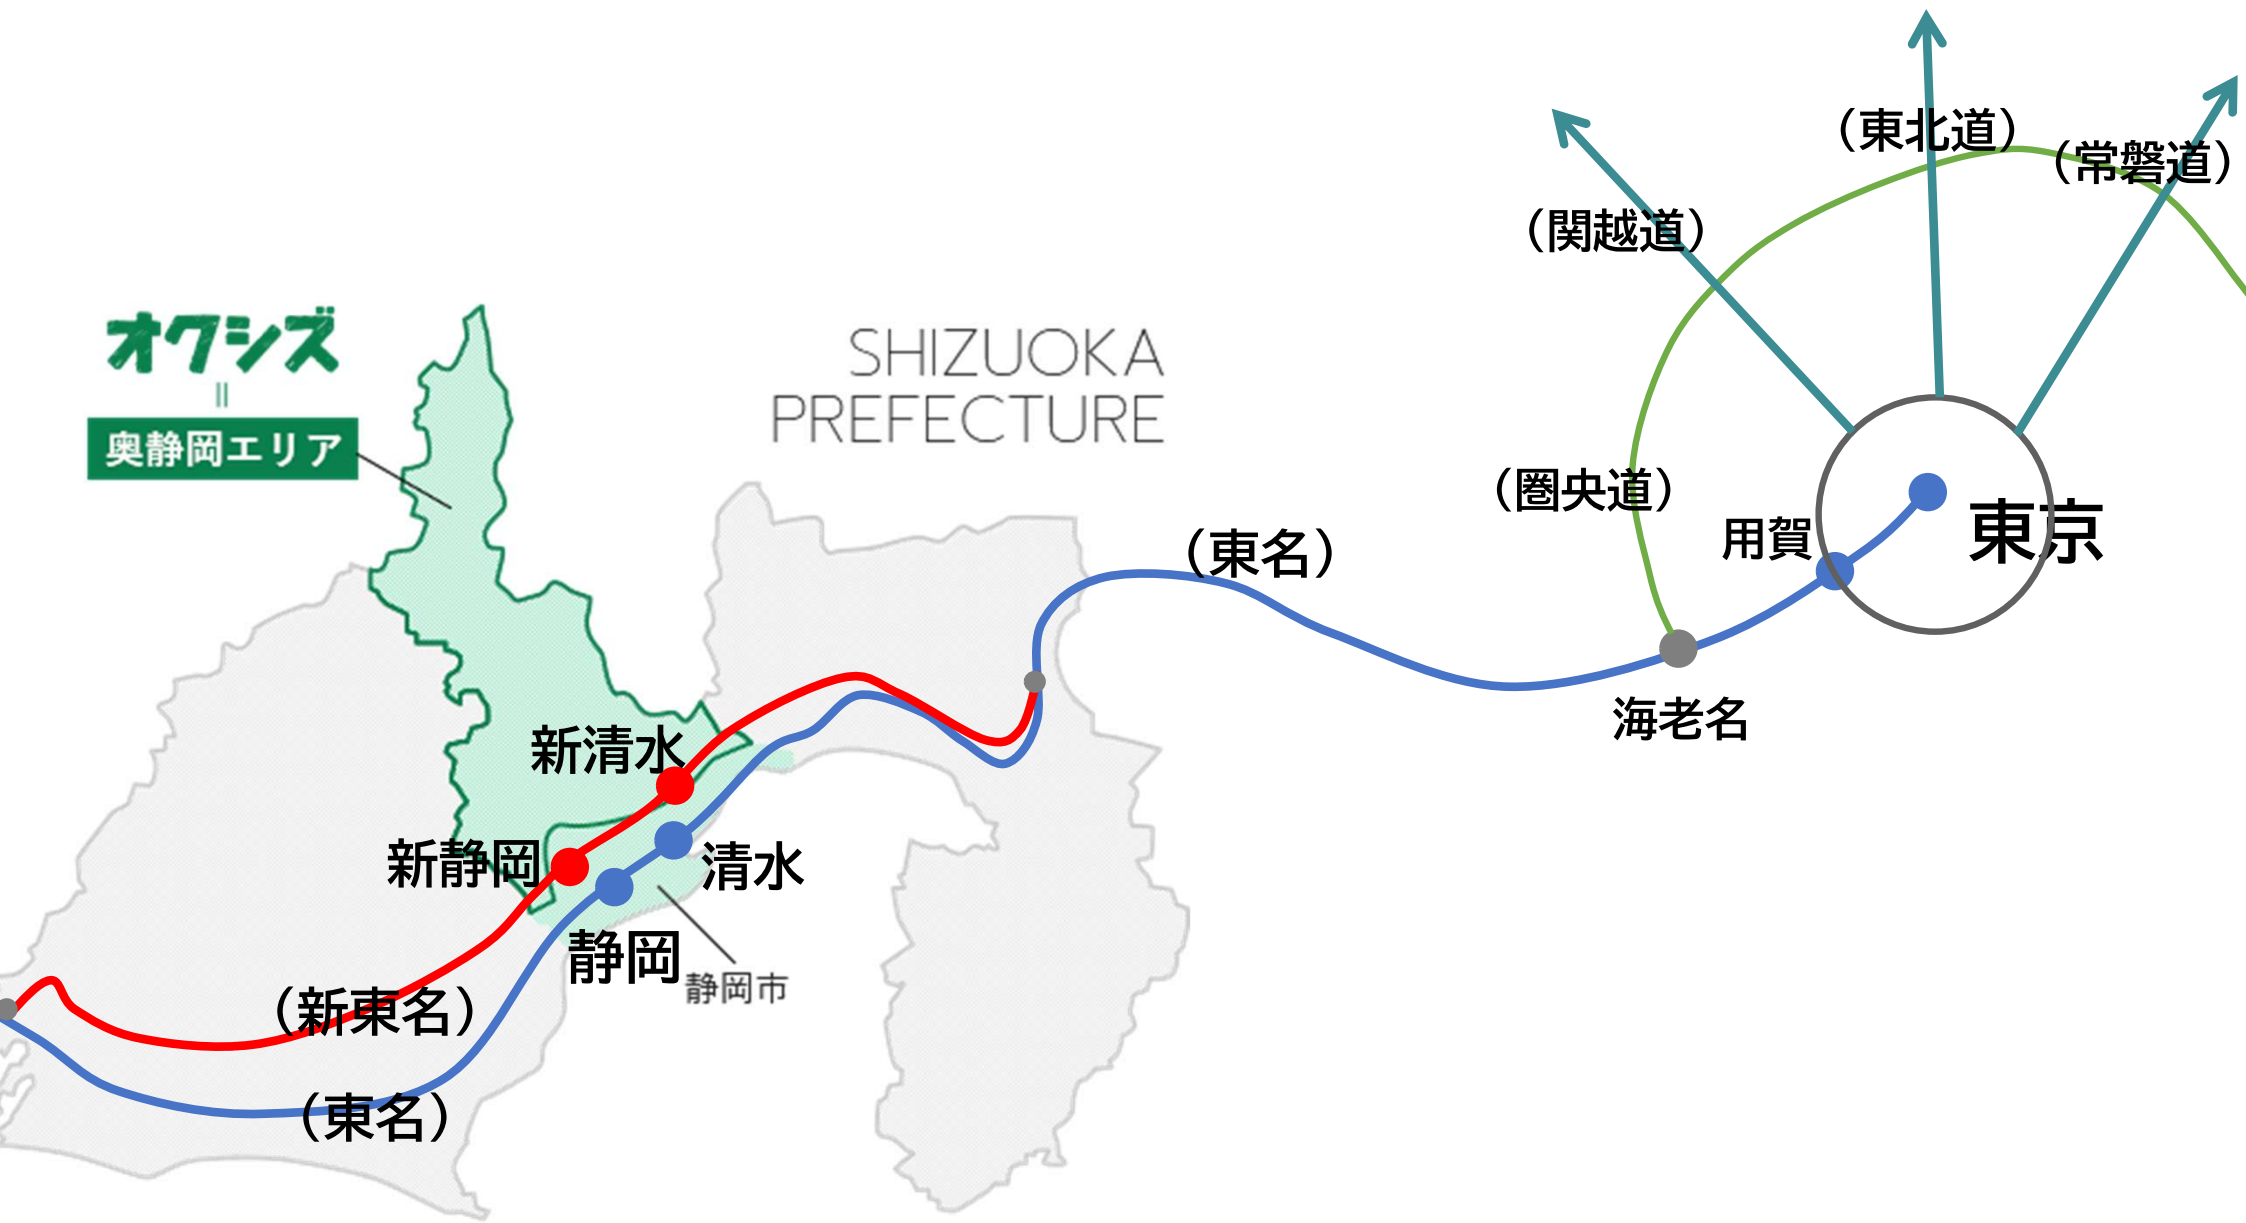 （東北道）
（常磐道）
（関越道）
オクシズ
=
奥静岡エリア
SHIZUOKA
PREFECTURE
（圏央道）
用賀
東京
（東名）
海老名
新清水
新静岡
清水
静岡
静岡市
（新東名）
（東名）